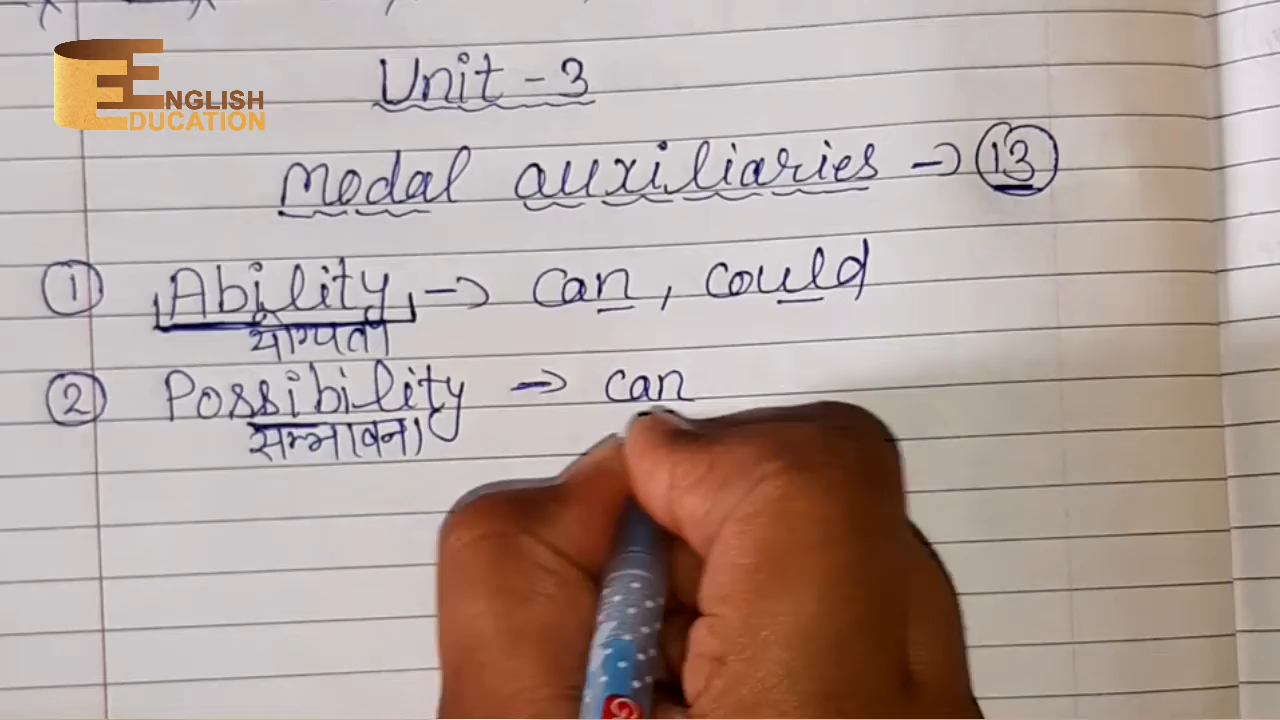 ENGLISH
EDUCATION
Unit - 3
Modal auxiliaries → 13
1 Ability → can, could
योग्यता
2 Possibility → can
सम्भावना